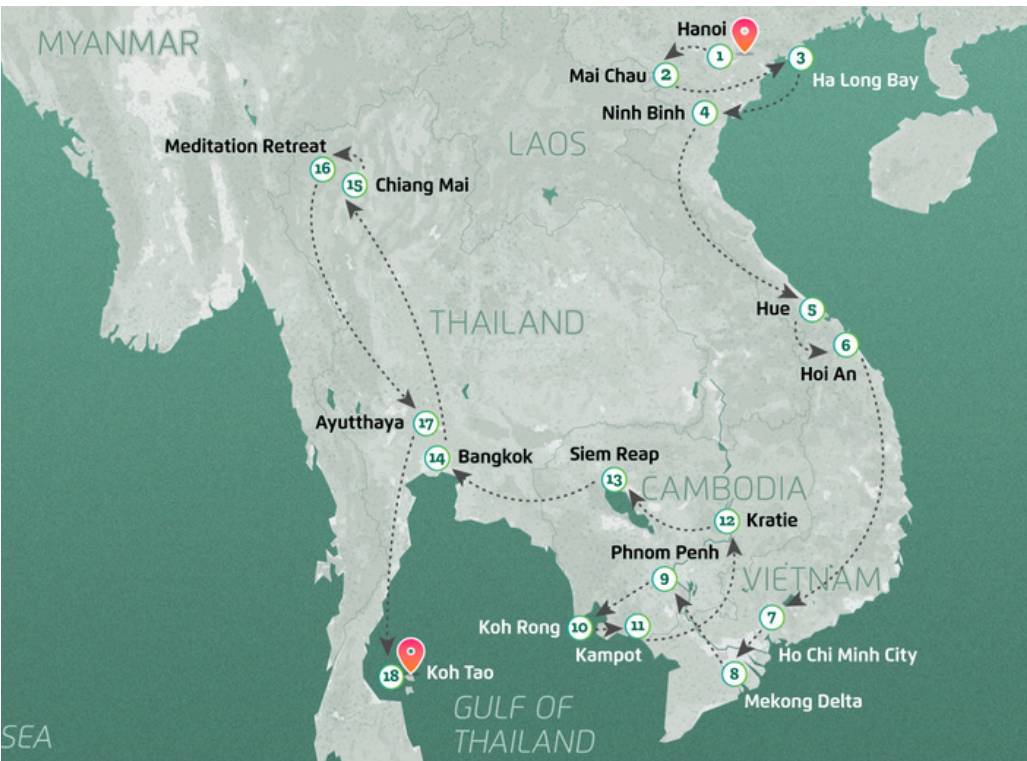 MYANMAR
Hanoi
1
Mai Chau
2
3
Ha Long Bay
Ninh Binh
4
LAOS
Meditation Retreat
16
15
Chiang Mai
THAILAND
Hue
5
6
Hoi An
Ayutthaya
17
14
Bangkok
Siem Reap
13
CAMBODIA
12
Kratie
Phnom Penh
9
VIETNAM
Koh Rong
10
11
Kampot
7
Ho Chi Minh City
8
Mekong Delta
18
Koh Tao
GULF OF
THAILAND
SEA